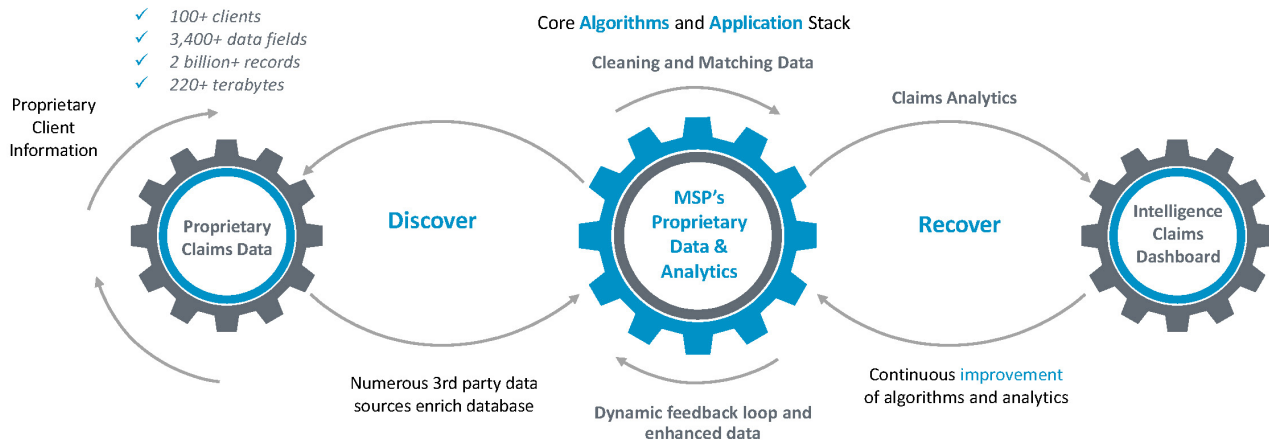 ✓ 100+ clients
✓ 3,400+ data fields
✓ 2 billion+ records
✓ 220+ terabytes
Proprietary
Client
Information
Proprietary
Claims Data
Discover
Numerous 3rd party data
sources enrich database
Core Algorithms and Application Stack
Cleaning and Matching Data
MSP's
Proprietary
Data &
Analytics
Dynamic feedback loop and
enhanced data
Claims Analytics
Recover
Continuous improvement
of algorithms and analytics
Intelligence
Claims
Dashboard